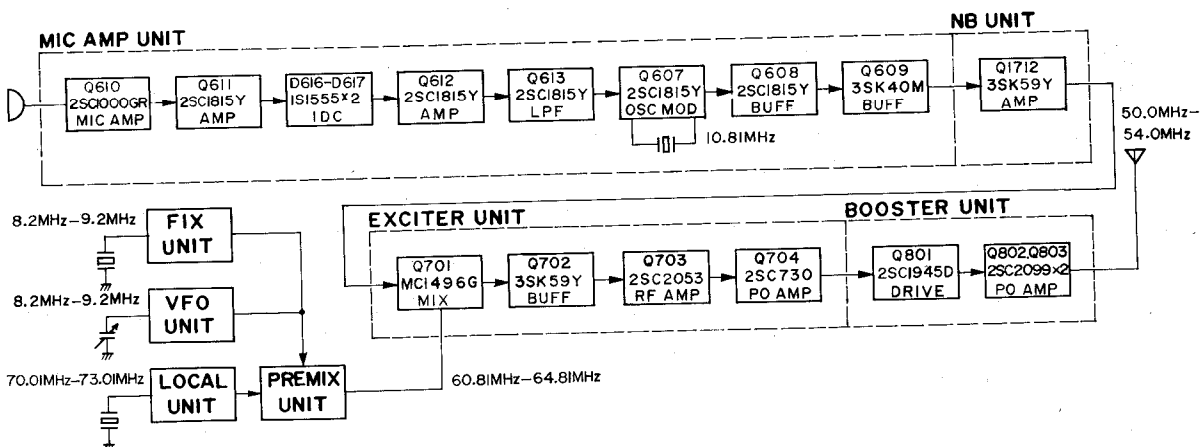 MIC AMP UNIT
NB UNIT
Q610
2SC1000GR
MIC AMP
Q611
2SC1815Y
AMP
D616-D617
1S1555×2
IDC
Q612
2SC1815Y
AMP
Q613
2SC1815Y
LPF
Q607
2SC1815Y
OSC MOD
10.81MHz
Q608
2SC1815Y
BUFF
Q609
3SK40M
BUFF
Q1712
3SK59Y
AMP
50.0MHz-
54.0MHz
8.2MHz-9.2MHz
FIX
UNIT
8.2MHz-9.2MHz
VFO
UNIT
70.01MHz-73.01MHz
LOCAL
UNIT
PREMIX
UNIT
60.81MHz-64.81MHz
EXCITER UNIT
BOOSTER UNIT
Q701
MC1496G
MIX
Q702
3SK59Y
BUFF
Q703
2SC2053
RF AMP
Q704
2SC730
PO AMP
Q801
2SC1945D
DRIVE
Q802,Q803
2SC2099×2
PO AMP